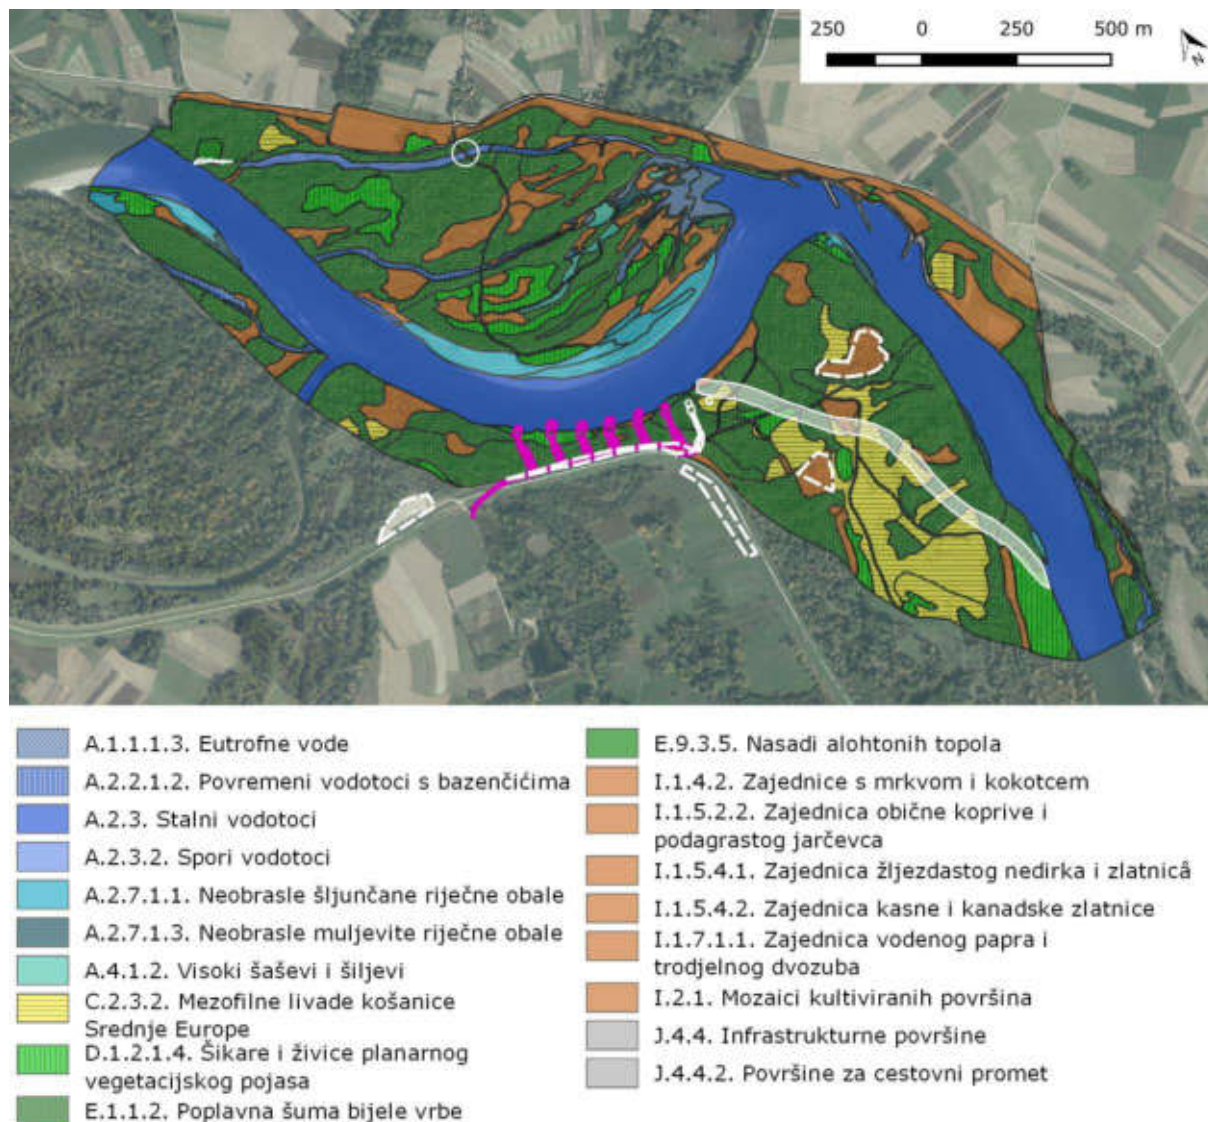 250 0 250 500 m
N
A.1.1.1.3. Eutrofne vode
A.2.2.1.2. Povremeni vodotoci s bazenčićima
A.2.3. Stalni vodotoci
A.2.3.2. Spori vodotoci
A.2.7.1.1. Neobrasle šljunčane riječne obale
A.2.7.1.3. Neobrasle muljevite riječne obale
A.4.1.2. Visoki šaševi i šiljevi
C.2.3.2. Mezofilne livade košanice
Srednje Europe
D.1.2.1.4. Šikare i živice planarnog
vegetacijskog pojasa
E.1.1.2. Poplavna šuma bijele vrbe
E.9.3.5. Nasadi alohtonih topola
I.1.4.2. Zajednice s mrkvom i kokotcem
I.1.5.2.2. Zajednica obične koprive i
podagrastog jarčevca
I.1.5.4.1. Zajednica žljezdastog nedirka i zlatnicâ
I.1.5.4.2. Zajednica kasne i kanadske zlatnice
I.1.7.1.1. Zajednica vodenog papra i
trodjelnog dvozuba
I.2.1. Mozaici kultiviranih površina
J.4.4. Infrastrukturne površine
J.4.4.2. Površine za cestovni promet